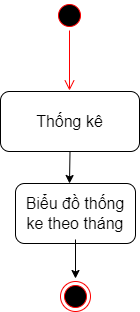 Thống kê
Biểu đồ thống
ke theo tháng